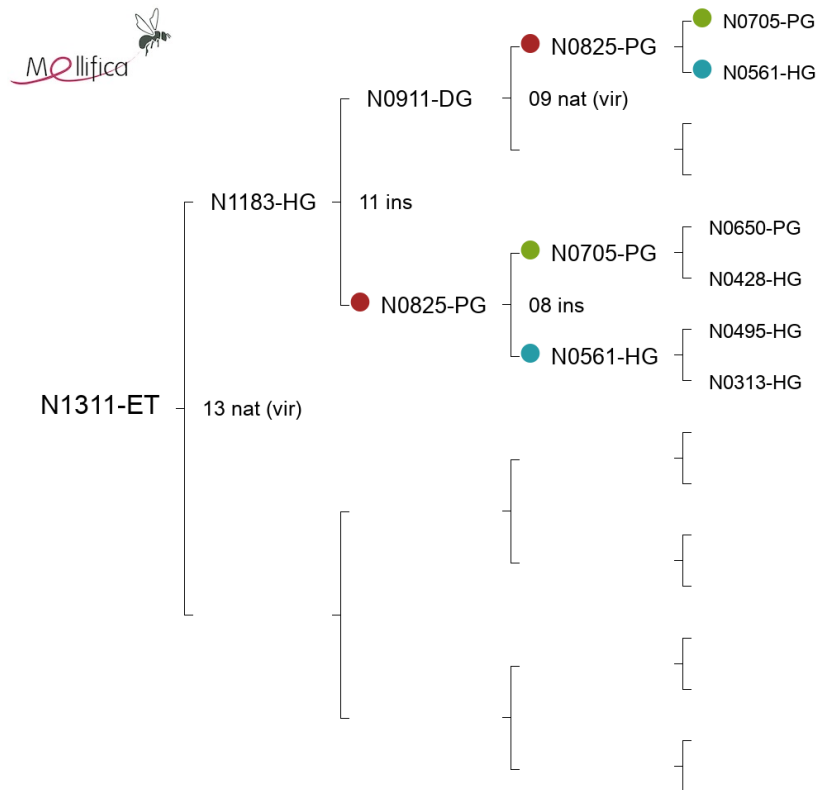 Mellifica
N0705-PG
N0825-PG
N0561-HG
N0911-DG
09 nat (vir)
N1183-HG
11 ins
N0650-PG
N0705-PG
N0428-HG
N0825-PG
08 ins
N0495-HG
N0561-HG
N0313-HG
N1311-ET
13 nat (vir)